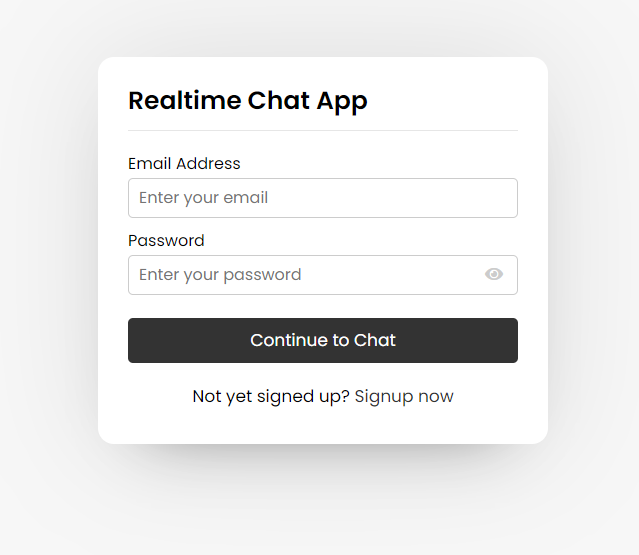 Realtime Chat App
Email Address
Enter your email
Password
Enter your password
Continue to Chat
Not yet signed up? Signup now